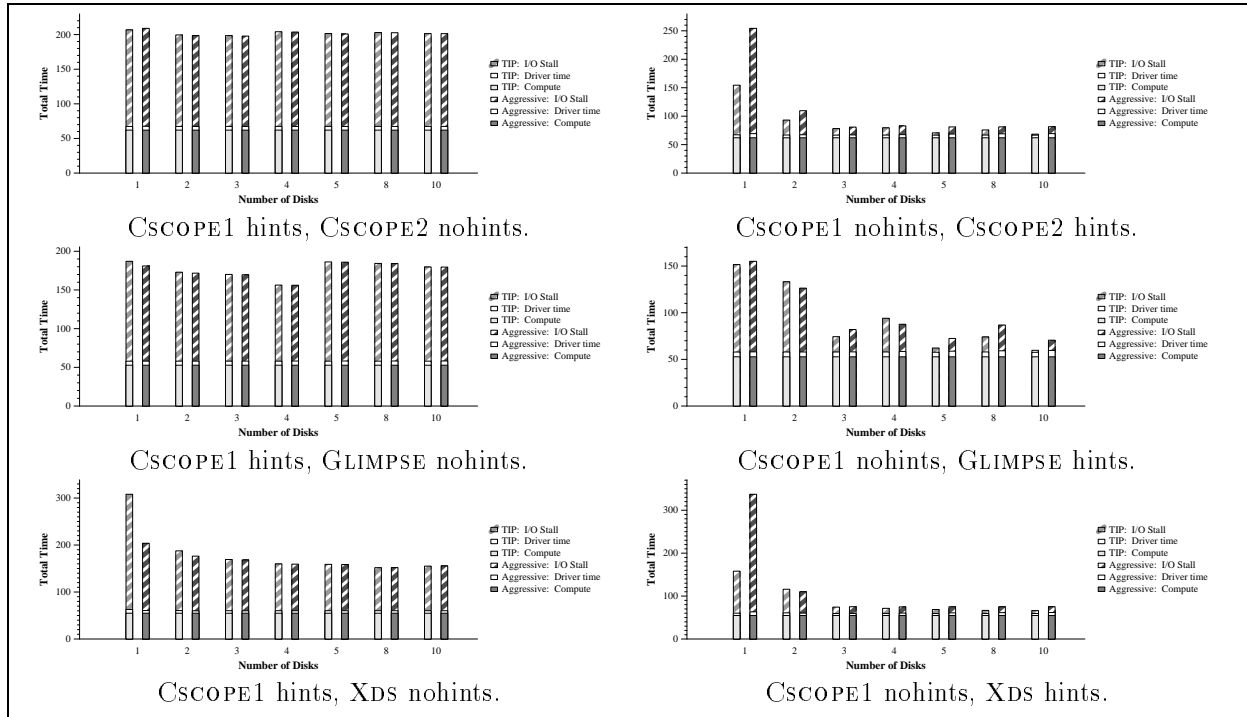 200
150
100
50
0
Total Time
1 2 3 4 5 8 10
Number of Disks
TIP: I/O Stall
TIP: Driver time
TIP: Compute
Aggressive: I/O Stall
Aggressive: Driver time
Aggressive: Compute
CSCOPE1 hints, CSCOPE2 nohints.
250
200
150
100
50
0
Total Time
1 2 3 4 5 8 10
Number of Disks
TIP: I/O Stall
TIP: Driver time
TIP: Compute
Aggressive: I/O Stall
Aggressive: Driver time
Aggressive: Compute
CSCOPE1 nohints, CSCOPE2 hints.
200
150
100
50
0
Total Time
1 2 3 4 5 8 10
Number of Disks
TIP: I/O Stall
TIP: Driver time
TIP: Compute
Aggressive: I/O Stall
Aggressive: Driver time
Aggressive: Compute
CSCOPE1 hints, GLIMPSE nohints.
150
100
50
0
Total Time
1 2 3 4 5 8 10
Number of Disks
TIP: I/O Stall
TIP: Driver time
TIP: Compute
Aggressive: I/O Stall
Aggressive: Driver time
Aggressive: Compute
CSCOPE1 nohints, GLIMPSE hints.
300
200
100
0
Total Time
1 2 3 4 5 8 10
Number of Disks
TIP: I/O Stall
TIP: Driver time
TIP: Compute
Aggressive: I/O Stall
Aggressive: Driver time
Aggressive: Compute
CSCOPE1 hints, XDS nohints.
300
200
100
0
Total Time
1 2 3 4 5 8 10
Number of Disks
TIP: I/O Stall
TIP: Driver time
TIP: Compute
Aggressive: I/O Stall
Aggressive: Driver time
Aggressive: Compute
CSCOPE1 nohints, XDS hints.